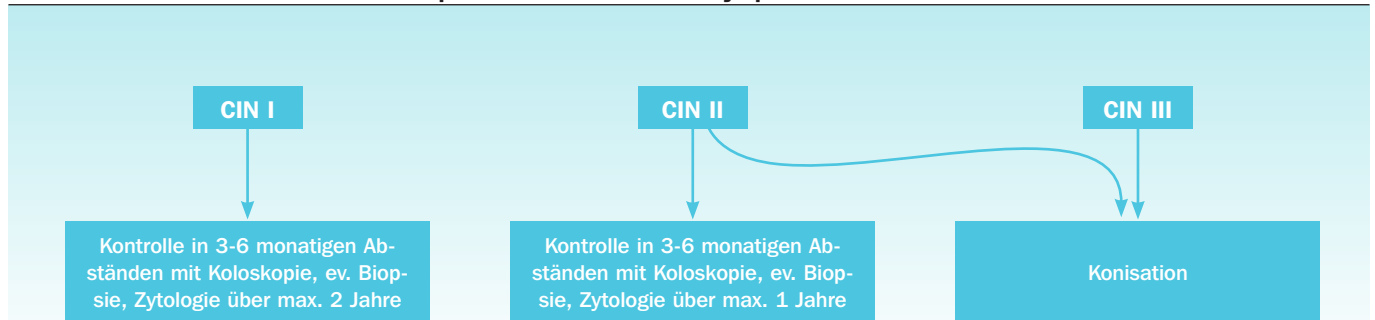 CIN I
CIN II
CIN III
Kontrolle in 3-6 monatigen Ab-
ständen mit Koloskopie, ev. Biop-
sie, Zytologie über max. 2 Jahre
Kontrolle in 3-6 monatigen Ab-
ständen mit Koloskopie, ev. Biop-
sie, Zytologie über max. 1 Jahre
Konisation